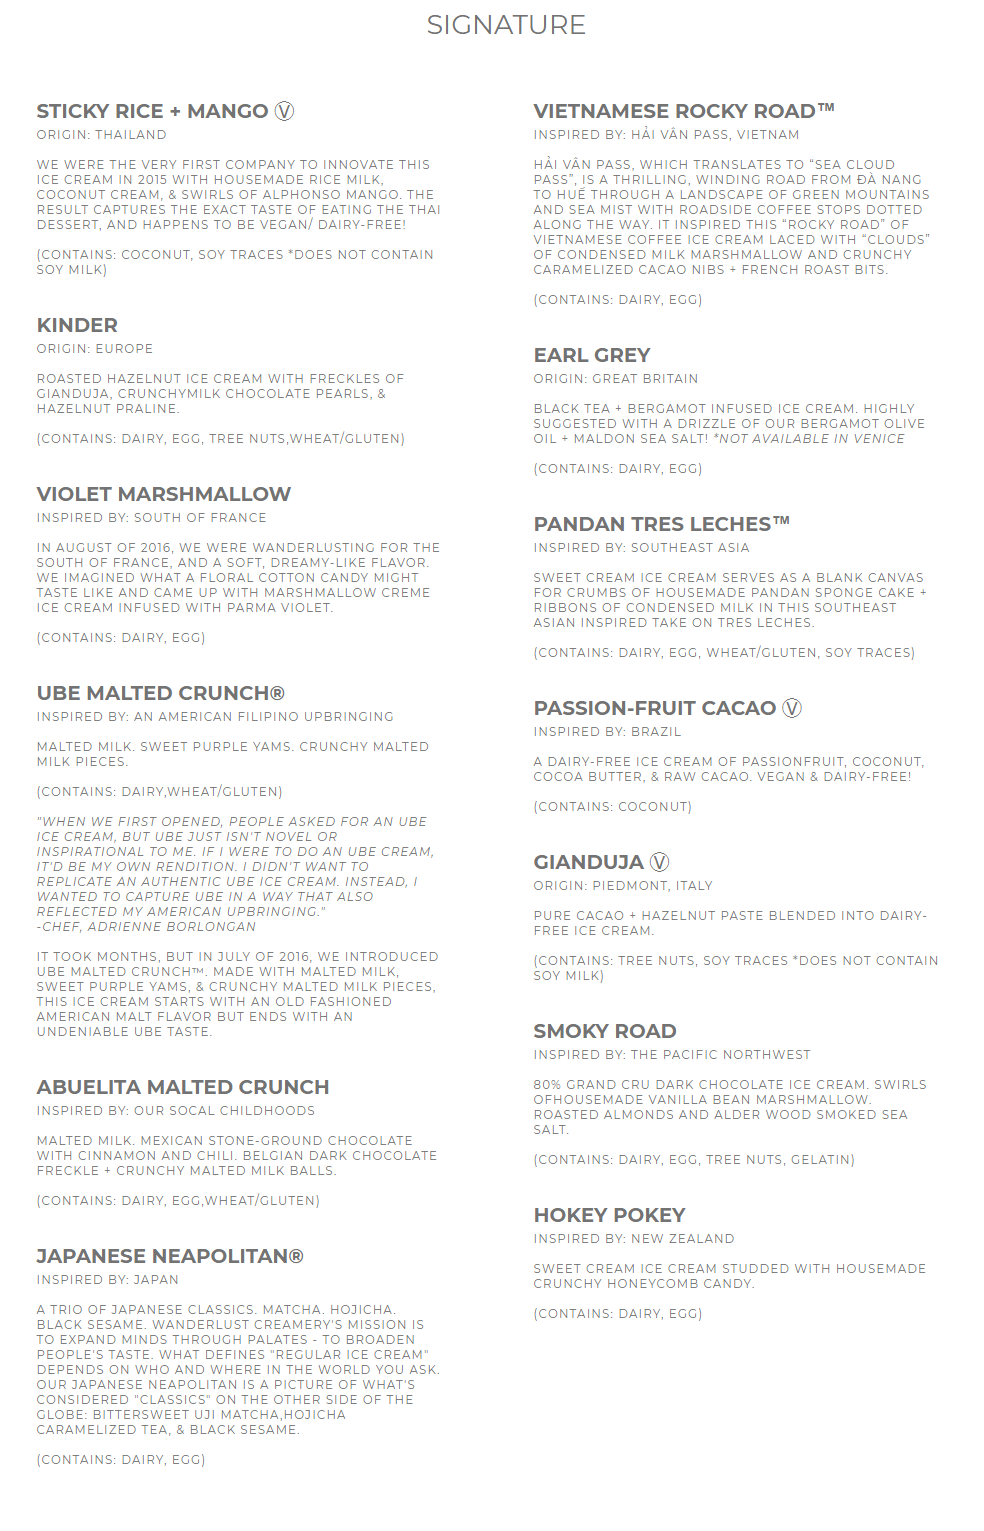 SIGNATURE
STICKY RICE + MANGO Ⓥ
ORIGIN: THAILAND
WE WERE THE VERY FIRST COMPANY TO INNOVATE THIS
ICE CREAM IN 2015 WITH HOUSEMADE RICE MILK,
COCONUT CREAM, & SWIRLS OF ALPHONSO MANGO. THE
RESULT CAPTURES THE EXACT TASTE OF EATING THE THAI
DESSERT, AND HAPPENS TO BE VEGAN/ DAIRY-FREE!
(CONTAINS: COCONUT, SOY TRACES *DOES NOT CONTAIN
SOY MILK)
KINDER
ORIGIN: EUROPE
ROASTED HAZELNUT ICE CREAM WITH FRECKLES OF
GIANDUJA, CRUNCHYMILK CHOCOLATE PEARLS, &
HAZELNUT PRALINE.
(CONTAINS: DAIRY, EGG, TREE NUTS,WHEAT/GLUTEN)
VIOLET MARSHMALLOW
INSPIRED BY: SOUTH OF FRANCE
IN AUGUST OF 2016, WE WERE WANDERLUSTING FOR THE
SOUTH OF FRANCE, AND A SOFT, DREAMY-LIKE FLAVOR.
WE IMAGINED WHAT A FLORAL COTTON CANDY MIGHT
TASTE LIKE AND CAME UP WITH MARSHMALLOW CREME
ICE CREAM INFUSED WITH PARMA VIOLET.
(CONTAINS: DAIRY, EGG)
UBE MALTED CRUNCH®
INSPIRED BY: AN AMERICAN FILIPINO UPBRINGING
MALTED MILK. SWEET PURPLE YAMS. CRUNCHY MALTED
MILK PIECES.
(CONTAINS: DAIRY,WHEAT/GLUTEN)
"WHEN WE FIRST OPENED, PEOPLE ASKED FOR AN UBE
ICE CREAM, BUT UBE JUST ISN'T NOVEL OR
INSPIRATIONAL TO ME. IF I WERE TO DO AN UBE CREAM,
IT'D BE MY OWN RENDITION. I DIDN'T WANT TO
REPLICATE AN AUTHENTIC UBE ICE CREAM. INSTEAD, I
WANTED TO CAPTURE UBE IN A WAY THAT ALSO
REFLECTED MY AMERICAN UPBRINGING."
-CHEF, ADRIENNE BORLONGAN
IT TOOK MONTHS, BUT IN JULY OF 2016, WE INTRODUCED
UBE MALTED CRUNCH™. MADE WITH MALTED MILK,
SWEET PURPLE YAMS, & CRUNCHY MALTED MILK PIECES,
THIS ICE CREAM STARTS WITH AN OLD FASHIONED
AMERICAN MALT FLAVOR BUT ENDS WITH AN
UNDENIABLE UBE TASTE.
ABUELITA MALTED CRUNCH
INSPIRED BY: OUR SOCAL CHILDHOODS
MALTED MILK. MEXICAN STONE-GROUND CHOCOLATE
WITH CINNAMON AND CHILI. BELGIAN DARK CHOCOLATE
FRECKLE + CRUNCHY MALTED MILK BALLS.
(CONTAINS: DAIRY, EGG,WHEAT/GLUTEN)
JAPANESE NEAPOLITAN®
INSPIRED BY: JAPAN
A TRIO OF JAPANESE CLASSICS. MATCHA. HOJICHA.
BLACK SESAME. WANDERLUST CREAMERY'S MISSION IS
TO EXPAND MINDS THROUGH PALATES - TO BROADEN
PEOPLE'S TASTE. WHAT DEFINES "REGULAR ICE CREAM"
DEPENDS ON WHO AND WHERE IN THE WORLD YOU ASK.
OUR JAPANESE NEAPOLITAN IS A PICTURE OF WHAT'S
CONSIDERED "CLASSICS" ON THE OTHER SIDE OF THE
GLOBE: BITTERSWEET UJI MATCHA,HOJICHA
CARAMELIZED TEA, & BLACK SESAME.
(CONTAINS: DAIRY, EGG)
VIETNAMESE ROCKY ROAD™
INSPIRED BY: HẢI VÂN PASS, VIETNAM
HẢI VÂN PASS, WHICH TRANSLATES TO “SEA CLOUD
PASS”, IS A THRILLING, WINDING ROAD FROM ĐÀ NANG
TO HUẾ THROUGH A LANDSCAPE OF GREEN MOUNTAINS
AND SEA MIST WITH ROADSIDE COFFEE STOPS DOTTED
ALONG THE WAY. IT INSPIRED THIS “ROCKY ROAD” OF
VIETNAMESE COFFEE ICE CREAM LACED WITH “CLOUDS”
OF CONDENSED MILK MARSHMALLOW AND CRUNCHY
CARAMELIZED CACAO NIBS + FRENCH ROAST BITS.
(CONTAINS: DAIRY, EGG)
EARL GREY
ORIGIN: GREAT BRITAIN
BLACK TEA + BERGAMOT INFUSED ICE CREAM. HIGHLY
SUGGESTED WITH A DRIZZLE OF OUR BERGAMOT OLIVE
OIL + MALDON SEA SALT! *NOT AVAILABLE IN VENICE
(CONTAINS: DAIRY, EGG)
PANDAN TRES LECHES™
INSPIRED BY: SOUTHEAST ASIA
SWEET CREAM ICE CREAM SERVES AS A BLANK CANVAS
FOR CRUMBS OF HOUSEMADE PANDAN SPONGE CAKE +
RIBBONS OF CONDENSED MILK IN THIS SOUTHEAST
ASIAN INSPIRED TAKE ON TRES LECHES.
(CONTAINS: DAIRY, EGG, WHEAT/GLUTEN, SOY TRACES)
PASSION-FRUIT CACAO Ⓥ
INSPIRED BY: BRAZIL
A DAIRY-FREE ICE CREAM OF PASSIONFRUIT, COCONUT,
COCOA BUTTER, & RAW CACAO. VEGAN & DAIRY-FREE!
(CONTAINS: COCONUT)
GIANDUJA Ⓥ
ORIGIN: PIEDMONT, ITALY
PURE CACAO + HAZELNUT PASTE BLENDED INTO DAIRY-
FREE ICE CREAM.
(CONTAINS: TREE NUTS, SOY TRACES *DOES NOT CONTAIN
SOY MILK)
SMOKY ROAD
INSPIRED BY: THE PACIFIC NORTHWEST
80% GRAND CRU DARK CHOCOLATE ICE CREAM. SWIRLS
OFHOUSEMADE VANILLA BEAN MARSHMALLOW.
ROASTED ALMONDS AND ALDER WOOD SMOKED SEA
SALT.
(CONTAINS: DAIRY, EGG, TREE NUTS, GELATIN)
HOKEY POKEY
INSPIRED BY: NEW ZEALAND
SWEET CREAM ICE CREAM STUDDED WITH HOUSEMADE
CRUNCHY HONEYCOMB CANDY.
(CONTAINS: DAIRY, EGG)